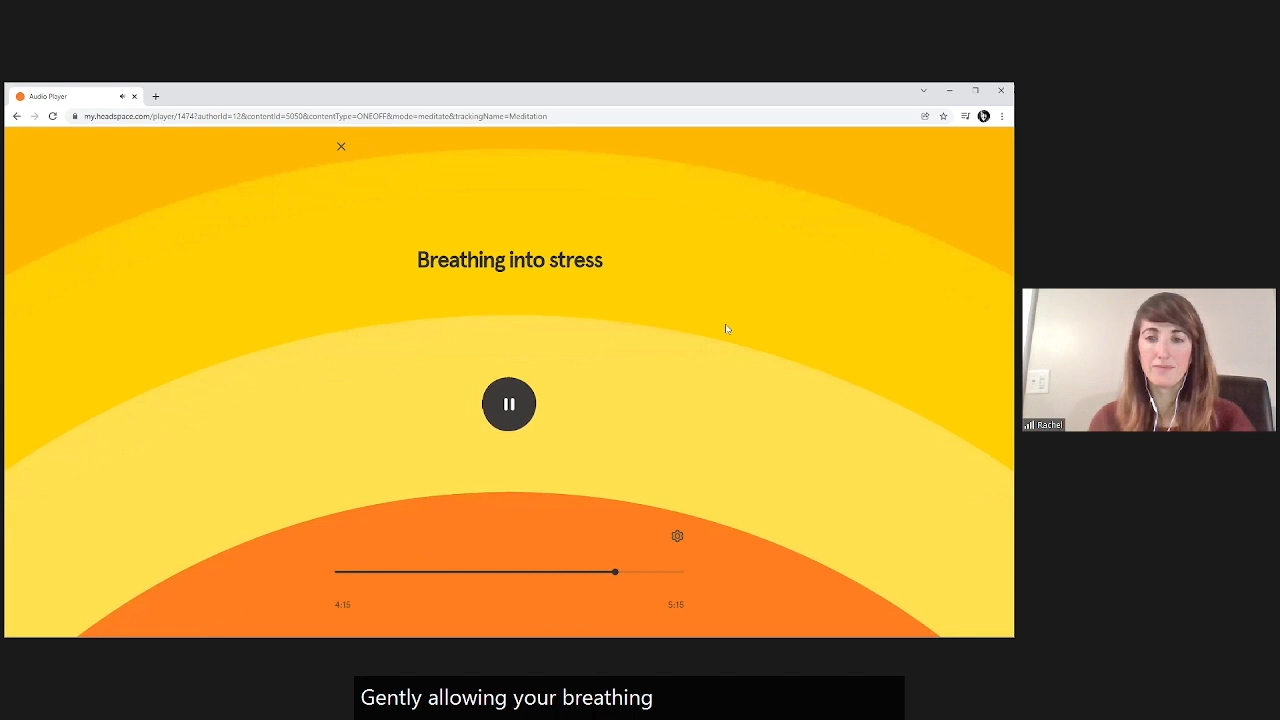 Audio Player
my.headspace.com/player/1474?authorId=12&contentId=5050&contentType=ONEOFF&mode=meditate&trackingName=Meditation
Breathing into stress
4:15
5:15
Rachel
Gently allowing your breathing